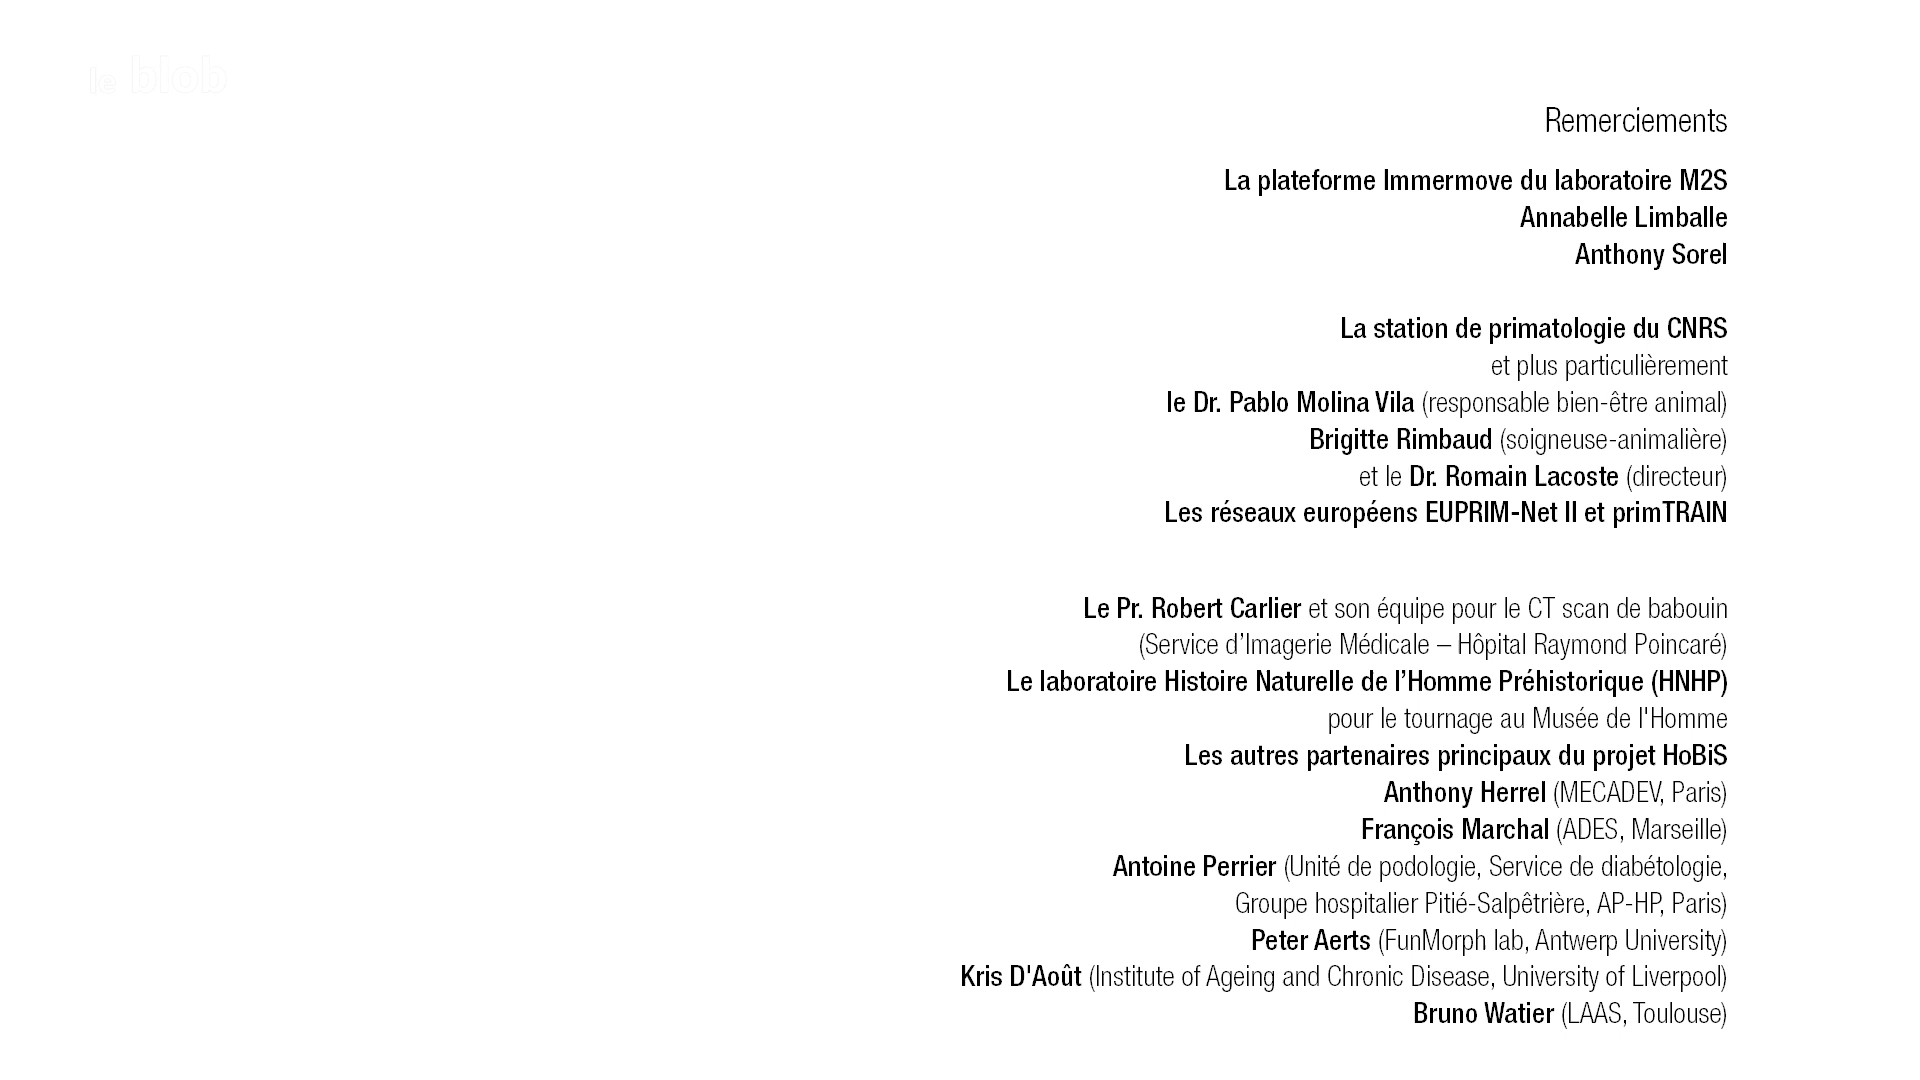 le blob
Remerciements
La plateforme Immermove du laboratoire M2S
Annabelle Limballe
Anthony Sorel
La station de primatologie du CNRS
et plus particulièrement
le Dr. Pablo Molina Vila (responsable bien-être animal)
Brigitte Rimbaud (soigneuse-animalière)
et le Dr. Romain Lacoste (directeur)
Les réseaux européens EUPRIM-Net II et primTRAIN
Le Pr. Robert Carlier et son équipe pour le CT scan de babouin
(Service d’Imagerie Médicale – Hôpital Raymond Poincaré)
Le laboratoire Histoire Naturelle de l’Homme Préhistorique (HNHP)
pour le tournage au Musée de l'Homme
Les autres partenaires principaux du projet HoBiS
Anthony Herrel (MECADEV, Paris)
François Marchal (ADES, Marseille)
Antoine Perrier (Unité de podologie, Service de diabétologie,
Groupe hospitalier Pitié-Salpêtrière, AP-HP, Paris)
Peter Aerts (FunMorph lab, Antwerp University)
Kris D'Août (Institute of Ageing and Chronic Disease, University of Liverpool)
Bruno Watier (LAAS, Toulouse)